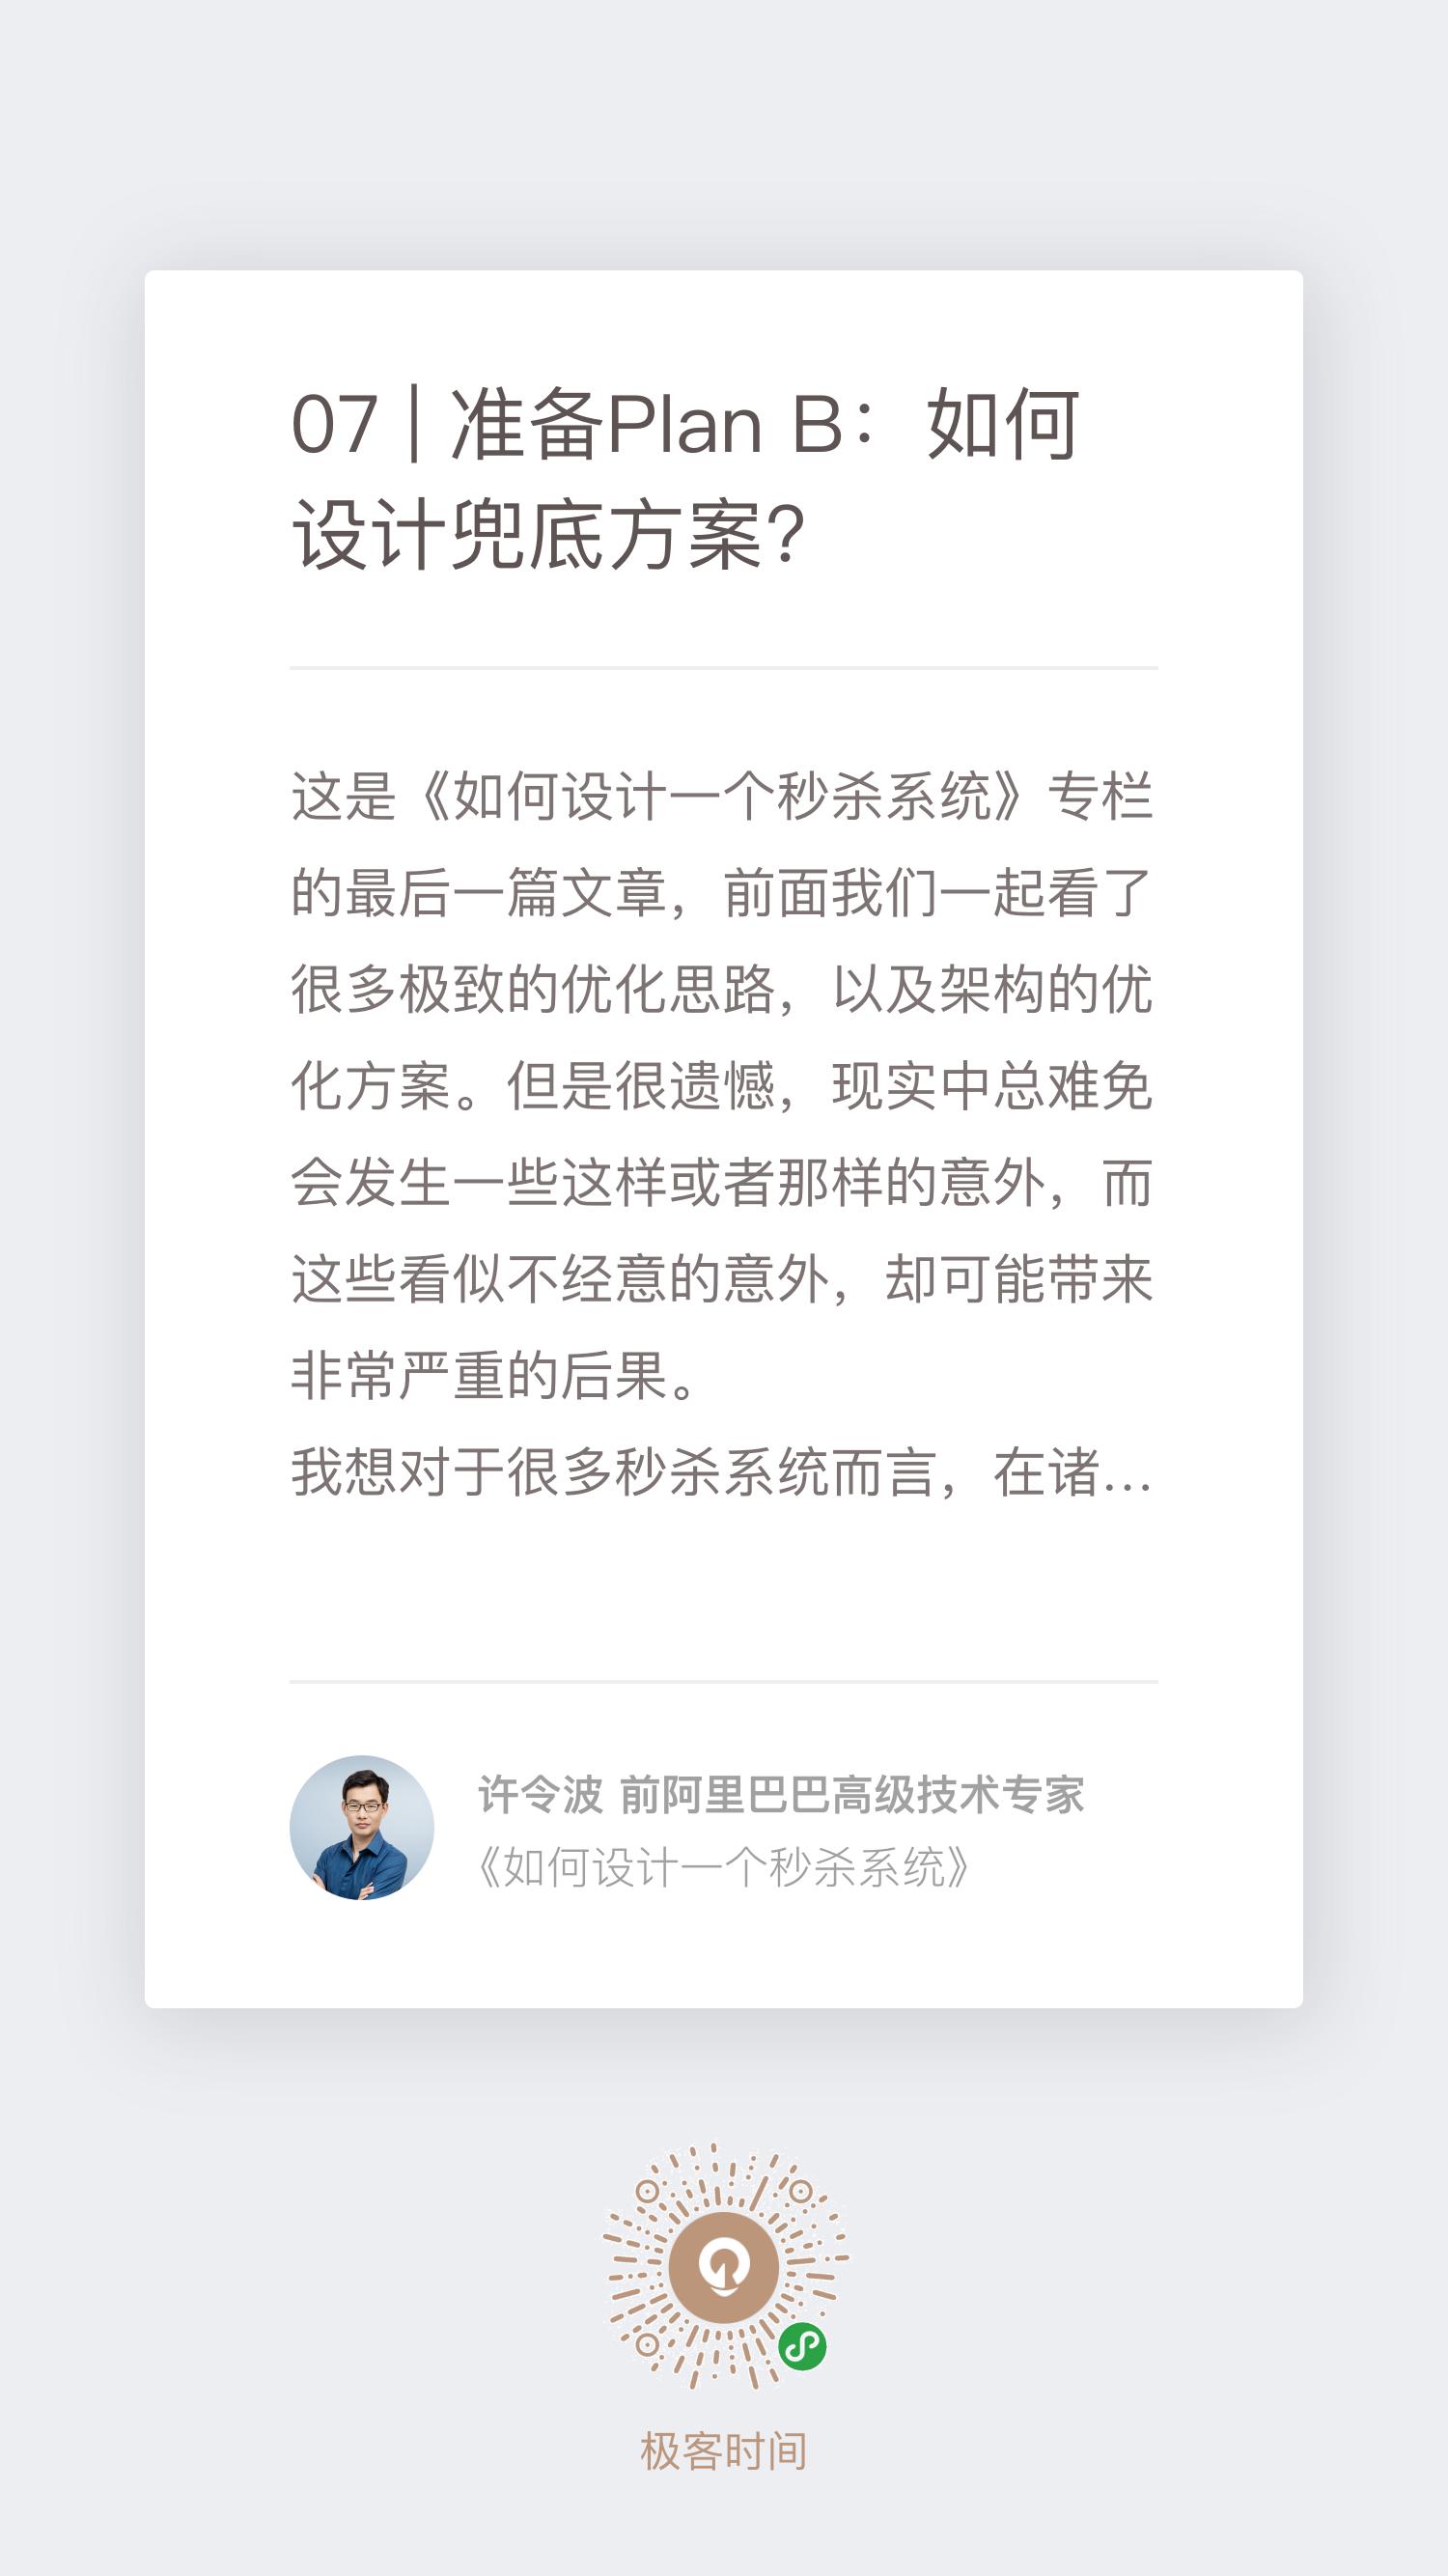 07 | 准备Plan B：如何
设计兜底方案？
这是《如何设计一个秒杀系统》专栏
的最后一篇文章，前面我们一起看了
很多极致的优化思路，以及架构的优
化方案。但是很遗憾，现实中总难免
会发生一些这样或者那样的意外，而
这些看似不经意的意外，却可能带来
非常严重的后果。
我想对于很多秒杀系统而言，在诸...
许令波 前阿里巴巴高级技术专家
《如何设计一个秒杀系统》
极客时间